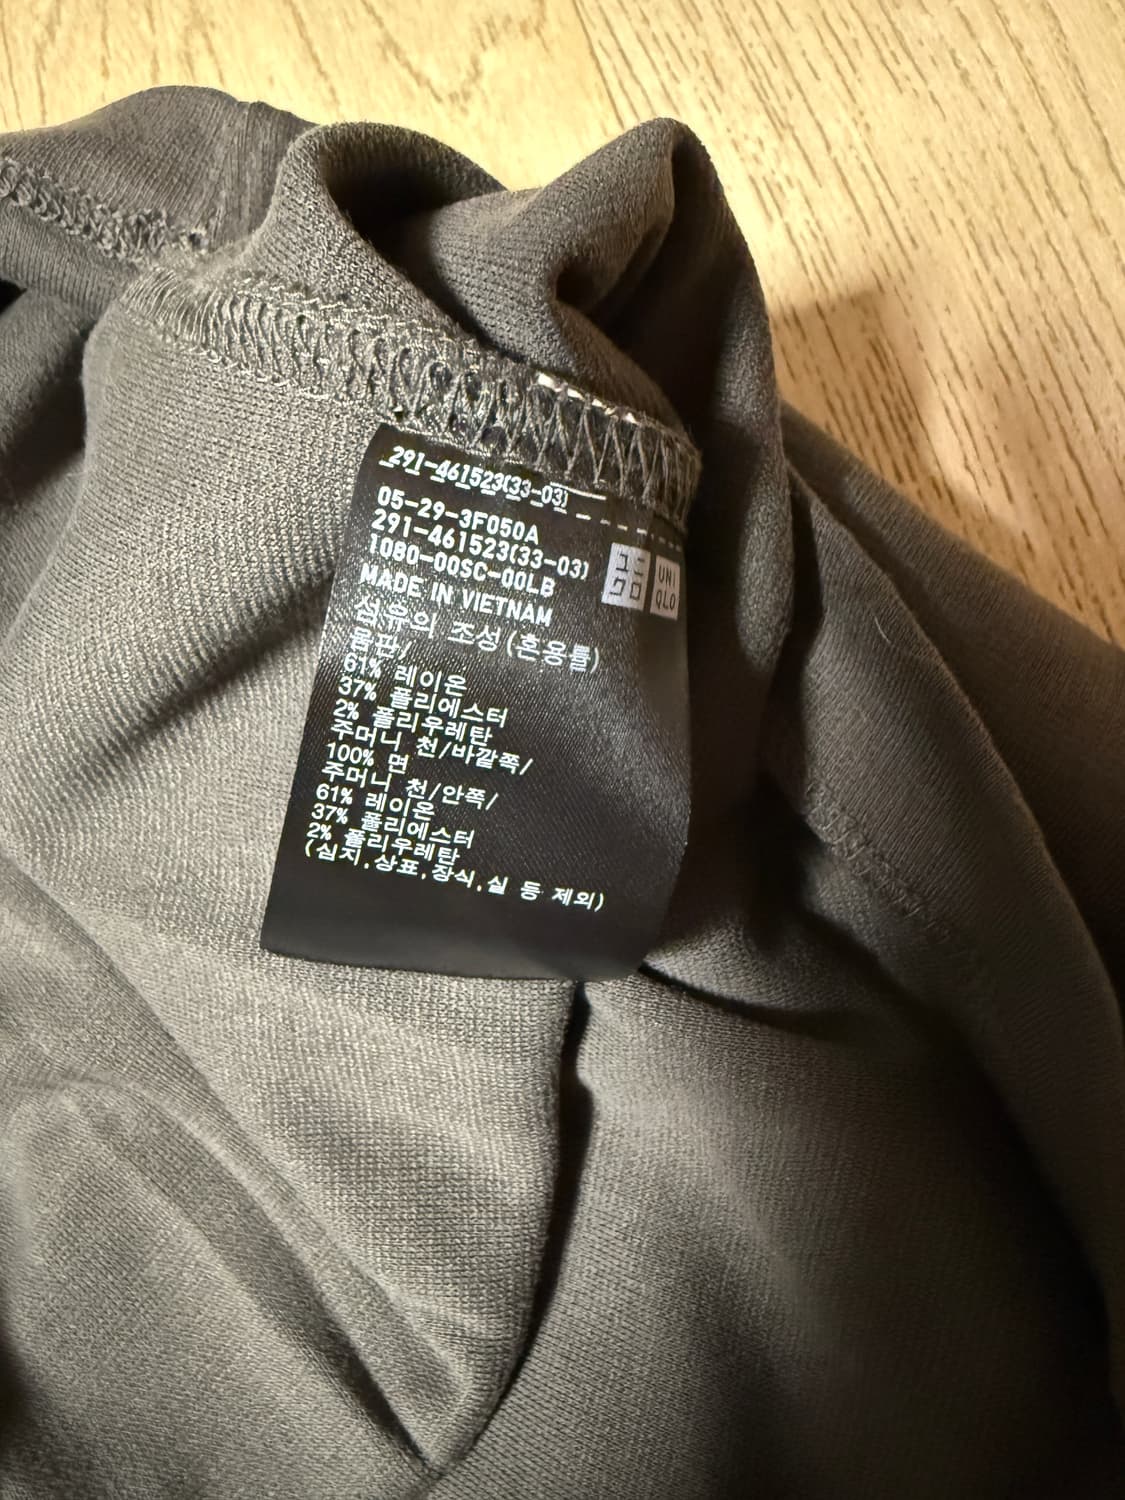 291-461523(33-03)
05-29-3F050A
291-461523(33-03)
1080-00SC-00LB
MADE IN VIETNAM
ユニ
クロ
UNI
QLO
섬유의 조성(혼용률)
몸판/
61% 레이온
37% 폴리에스터
2% 폴리우레탄
주머니 천/바깥쪽/
100% 면
주머니 천/안쪽/
61% 레이온
37% 폴리에스터
2% 폴리우레탄
(심지,상표,장식,실 등 제외)